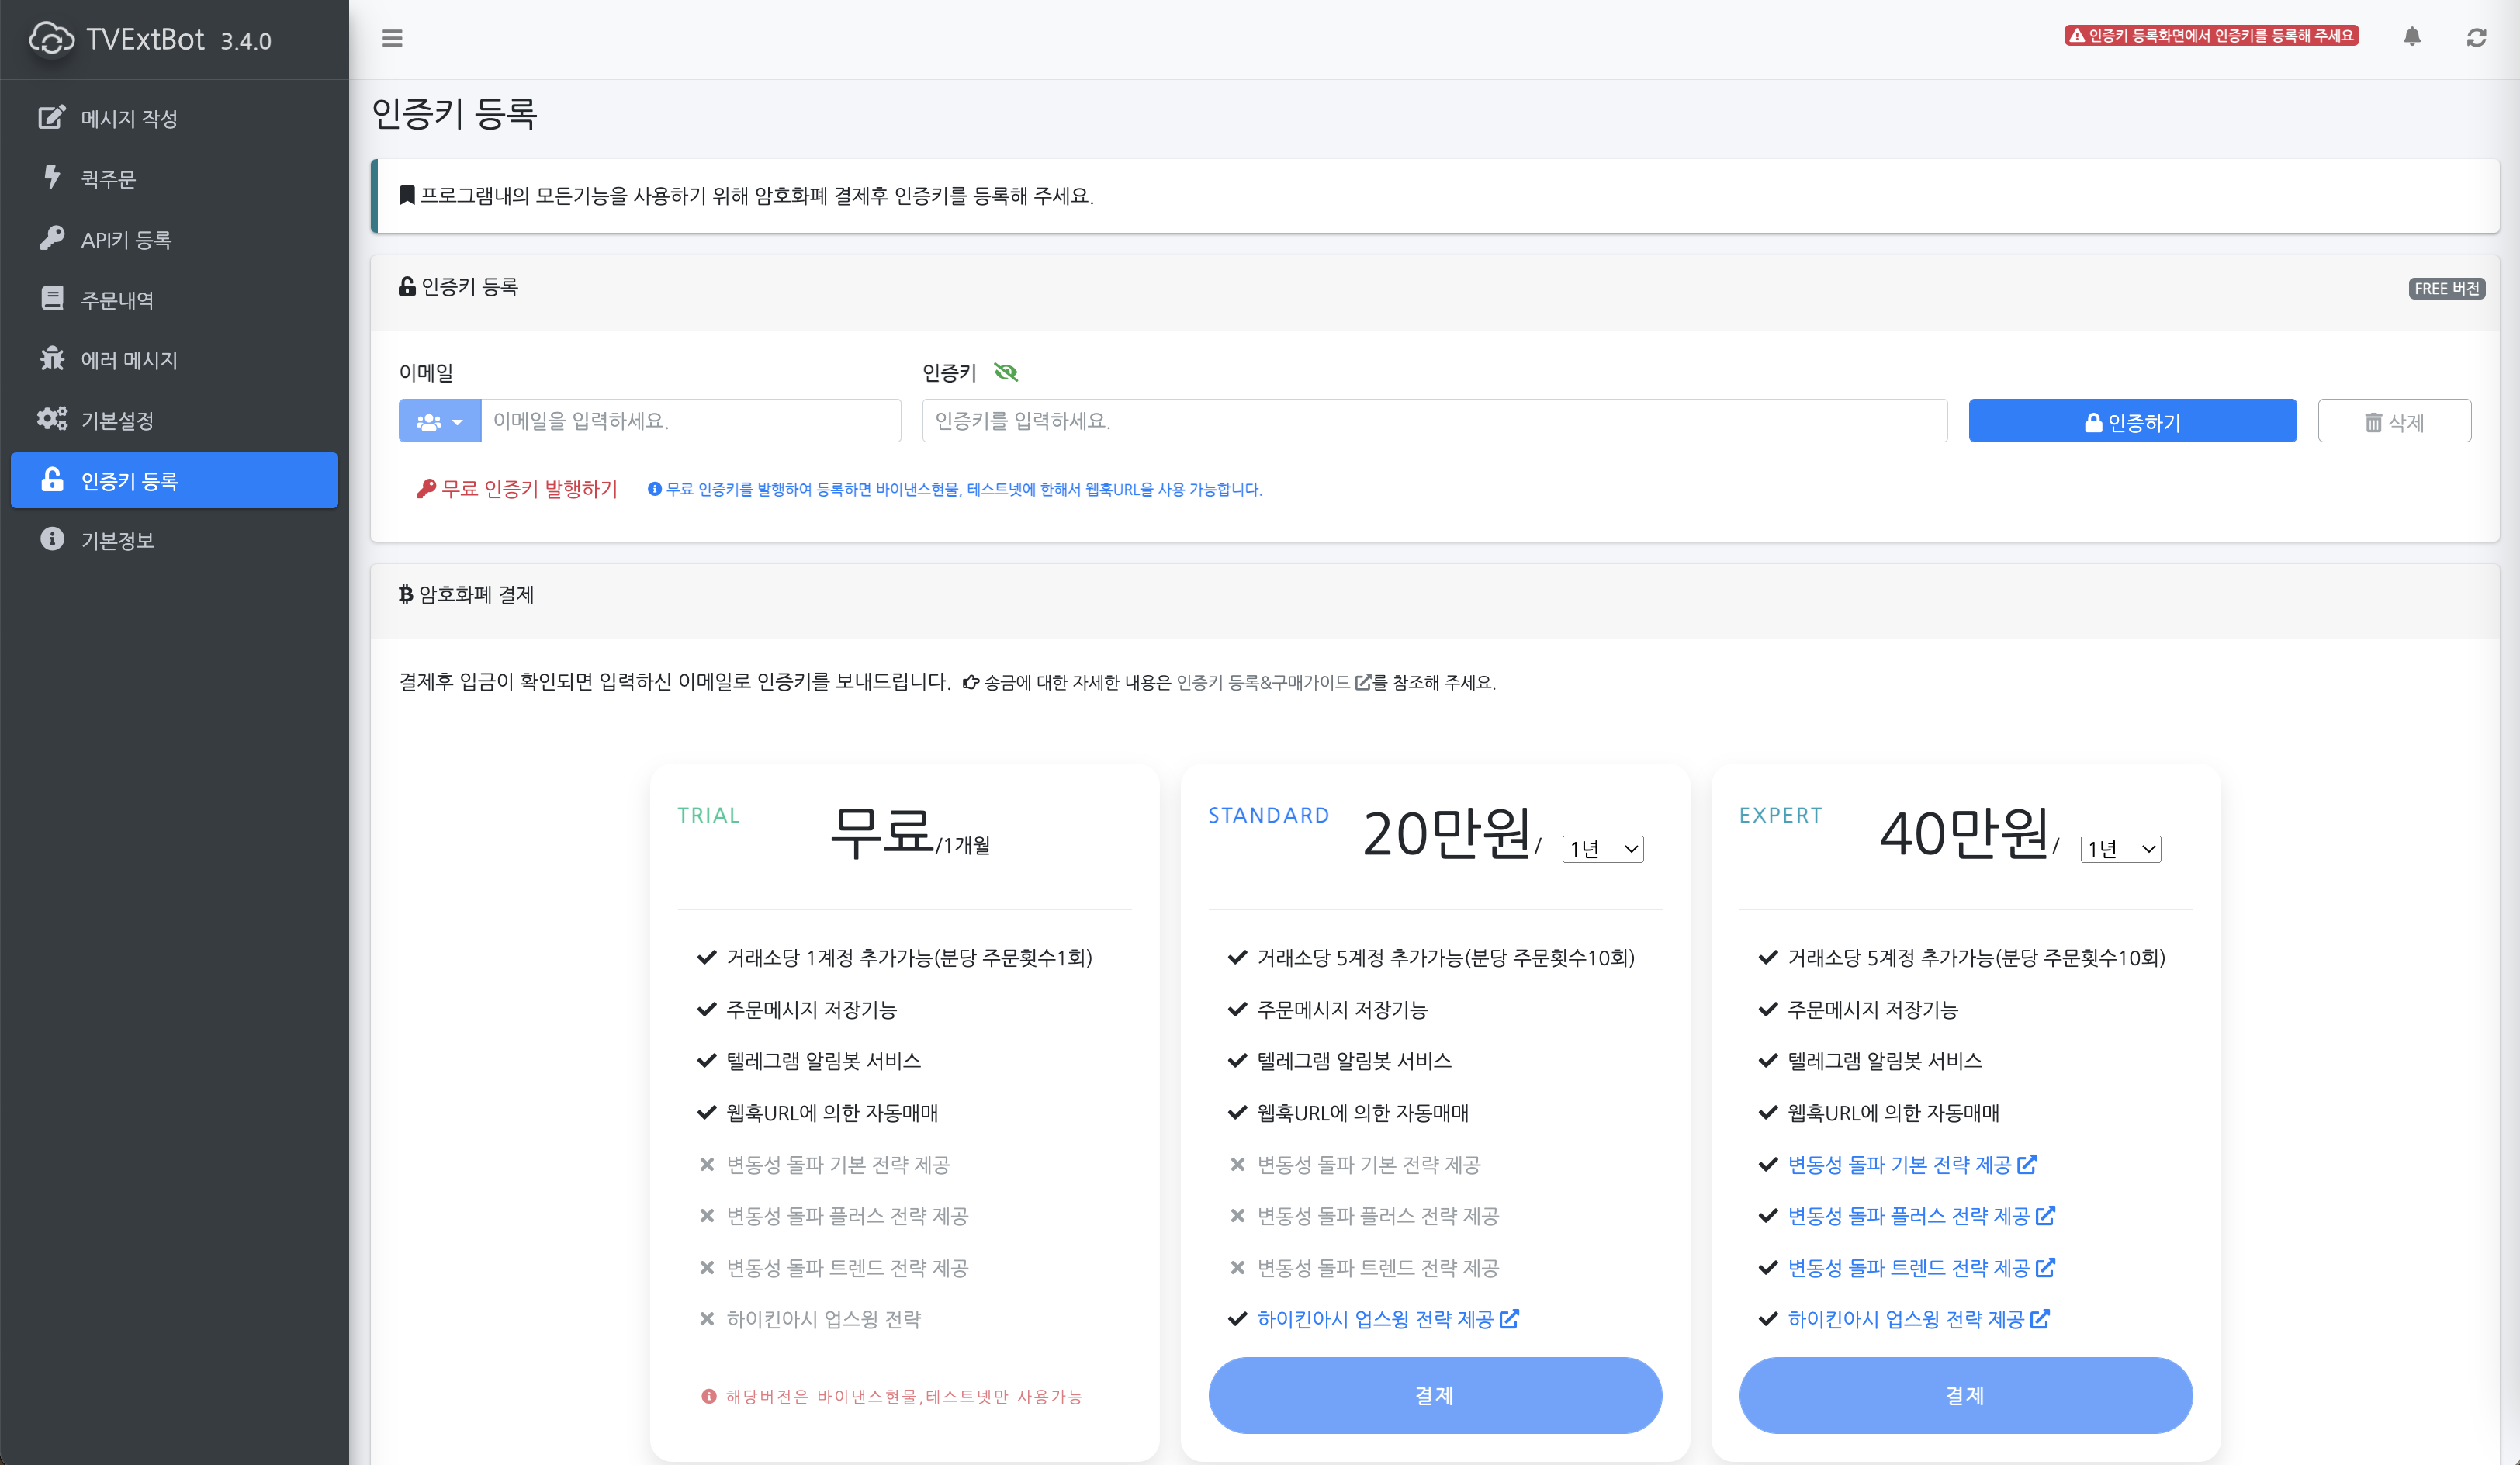 TVExtBot 3.4.0
메시지 작성
퀵주문
API키 등록
주문내역
에러 메시지
기본설정
인증키 등록
기본정보
인증키 등록화면에서 인증키를 등록해 주세요
인증키 등록
프로그램내의 모든기능을 사용하기 위해 암호화폐 결제후 인증키를 등록해 주세요.
인증키 등록
FREE 버전
이메일
인증키
이메일을 입력하세요.
인증키를 입력하세요.
인증하기
삭제
무료 인증키 발행하기
무료 인증키를 발행하여 등록하면 바이낸스현물, 테스트넷에 한해서 웹훅URL을 사용 가능합니다.
암호화폐 결제
결제후 입금이 확인되면 입력하신 이메일로 인증키를 보내드립니다. 송금에 대한 자세한 내용은 인증키 등록&구매가이드를 참조해 주세요.
TRIAL
무료/1개월
거래소당 1계정 추가가능(분당 주문횟수1회)
주문메시지 저장기능
텔레그램 알림봇 서비스
웹훅URL에 의한 자동매매
변동성 돌파 기본 전략 제공
변동성 돌파 플러스 전략 제공
변동성 돌파 트렌드 전략 제공
하이킨아시 업스윙 전략
해당버전은 바이낸스현물,테스트넷만 사용가능
STANDARD
20만원/ 1년
거래소당 5계정 추가가능(분당 주문횟수10회)
주문메시지 저장기능
텔레그램 알림봇 서비스
웹훅URL에 의한 자동매매
변동성 돌파 기본 전략 제공
변동성 돌파 플러스 전략 제공
변동성 돌파 트렌드 전략 제공
하이킨아시 업스윙 전략 제공
결제
EXPERT
40만원/ 1년
거래소당 5계정 추가가능(분당 주문횟수10회)
주문메시지 저장기능
텔레그램 알림봇 서비스
웹훅URL에 의한 자동매매
변동성 돌파 기본 전략 제공
변동성 돌파 플러스 전략 제공
변동성 돌파 트렌드 전략 제공
하이킨아시 업스윙 전략 제공
결제